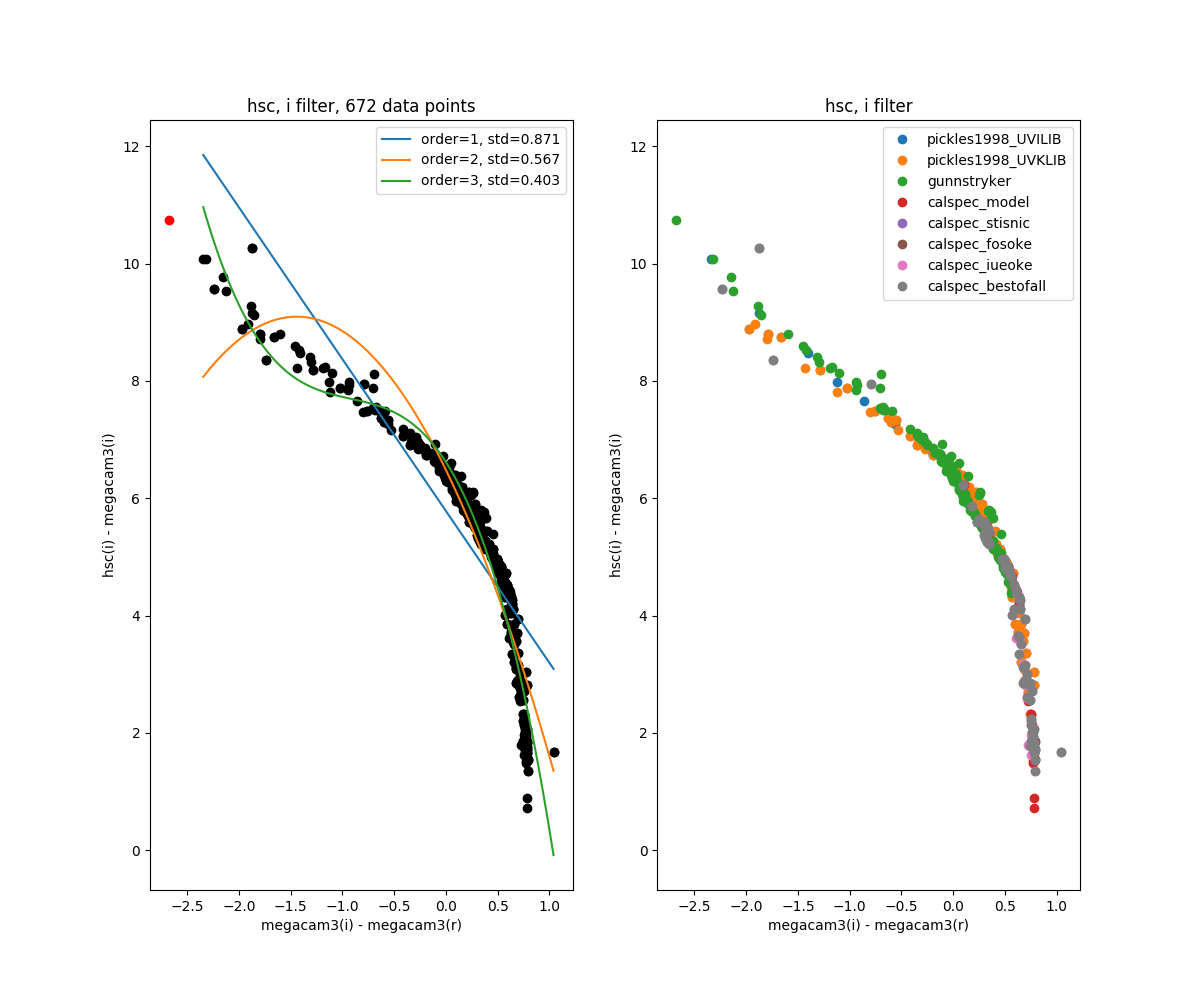 hsc, i filter, 672 data points
order=1, std=0.871
order=2, std=0.567
order=3, std=0.403
12
10
8
6
4
2
0
hsc(i) - megacam3(i)
−2.5 −2.0 −1.5 −1.0 −0.5 0.0 0.5 1.0
megacam3(i) - megacam3(r)
hsc, i filter
pickles1998_UVILIB
pickles1998_UVKLIB
gunnstryker
calspec_model
calspec_stisnic
calspec_fosoke
calspec_iueoke
calspec_bestofall
12
10
8
6
4
2
0
hsc(i) - megacam3(i)
−2.5 −2.0 −1.5 −1.0 −0.5 0.0 0.5 1.0
megacam3(i) - megacam3(r)